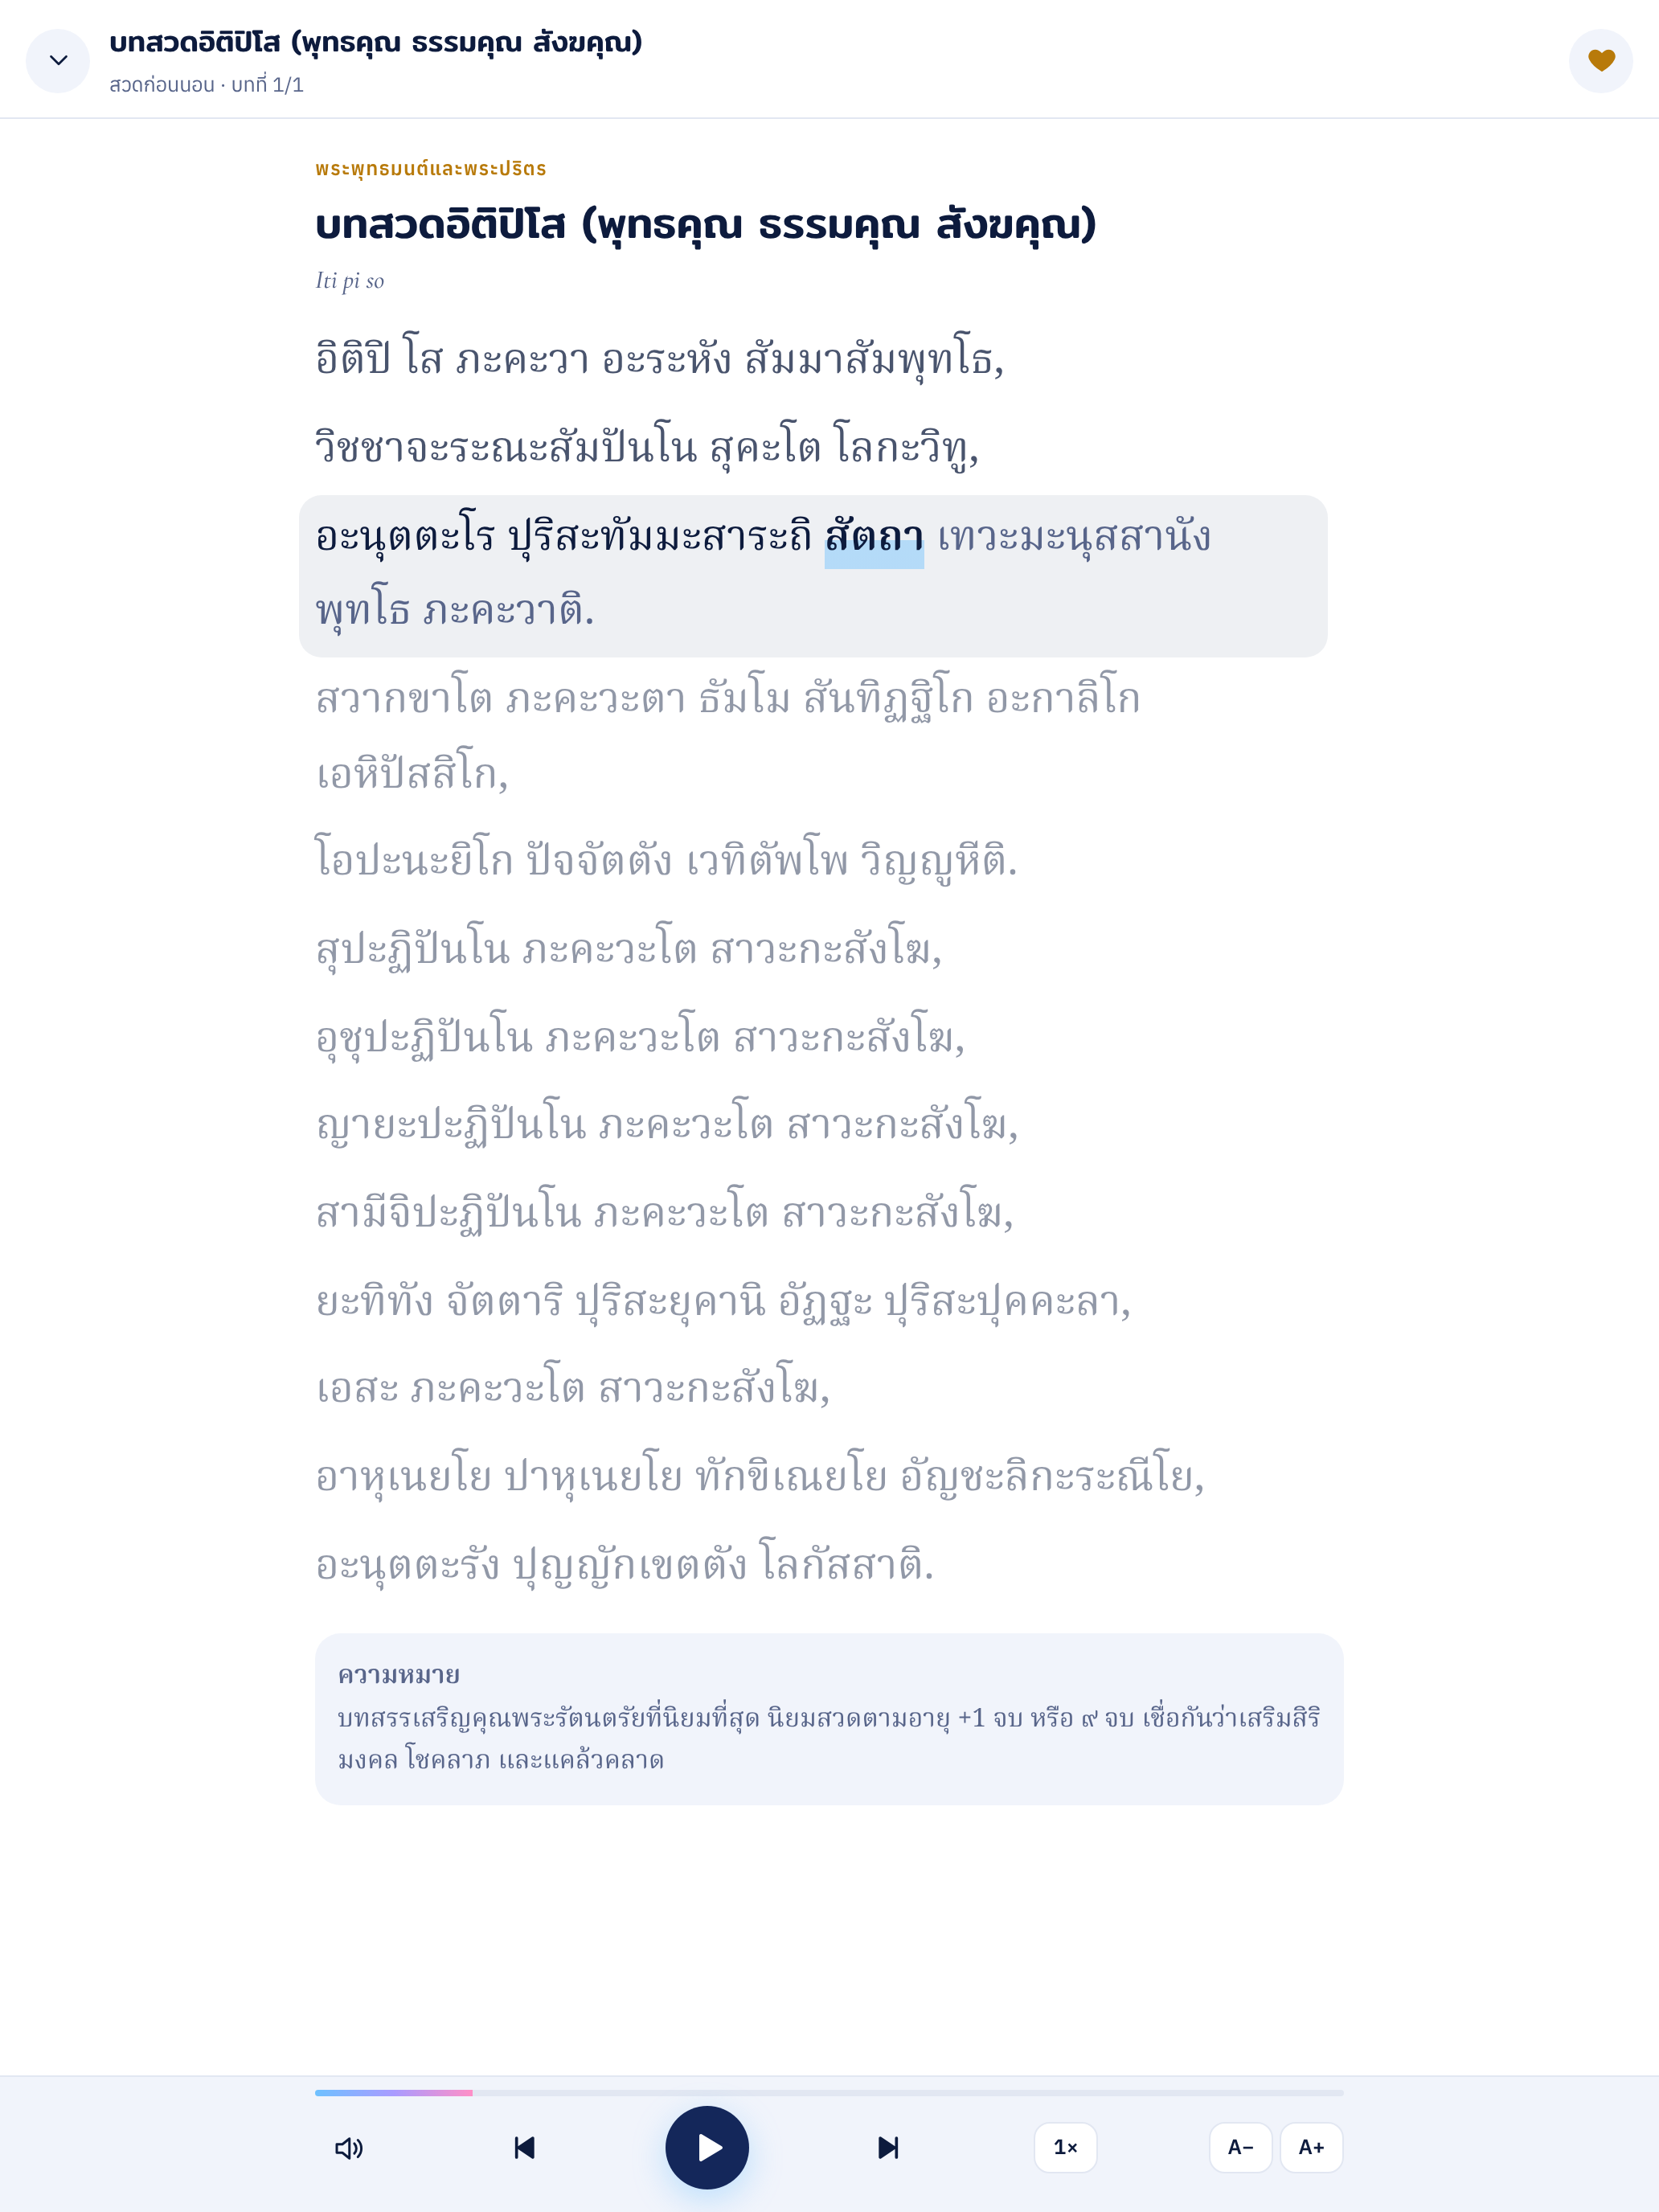 บทสวดอิติปิโส (พุทธคุณ ธรรมคุณ สังฆคุณ)
สวดก่อนนอน · บทที่ 1/1
พระพุทธมนต์และพระปริตร
บทสวดอิติปิโส (พุทธคุณ ธรรมคุณ สังฆคุณ)
Iti pi so
อิติปิ โส ภะคะวา อะระหัง สัมมาสัมพุทโธ,
วิชชาจะระณะสัมปันโน สุคะโต โลกะวิทู,
อะนุตตะโร ปุริสะทัมมะสาระถิ สัตถา เทวะมะนุสสานัง
พุทโธ ภะคะวาติ.
สวากขาโต ภะคะวะตา ธัมโม สันทิฏฐิโก อะกาลิโก
เอหิปัสสิโก,
โอปะนะยิโก ปัจจัตตัง เวทิตัพโพ วิญญูหีติ.
สุปะฏิปันโน ภะคะวะโต สาวะกะสังโฆ,
อุชุปะฏิปันโน ภะคะวะโต สาวะกะสังโฆ,
ญายะปะฏิปันโน ภะคะวะโต สาวะกะสังโฆ,
สามีจิปะฏิปันโน ภะคะวะโต สาวะกะสังโฆ,
ยะทิทัง จัตตาริ ปุริสะยุคานิ อัฏฐะ ปุริสะปุคคะลา,
เอสะ ภะคะวะโต สาวะกะสังโฆ,
อาหุเนยโย ปาหุเนยโย ทักขิเณยโย อัญชะลิกะระณีโย,
อะนุตตะรัง ปุญญักเขตตัง โลกัสสาติ.
ความหมาย
บทสรรเสริญคุณพระรัตนตรัยที่นิยมที่สุด นิยมสวดตามอายุ +1 จบ หรือ ๙ จบ เชื่อกันว่าเสริมสิริ
มงคล โชคลาภ และแคล้วคลาด
1× A− A+